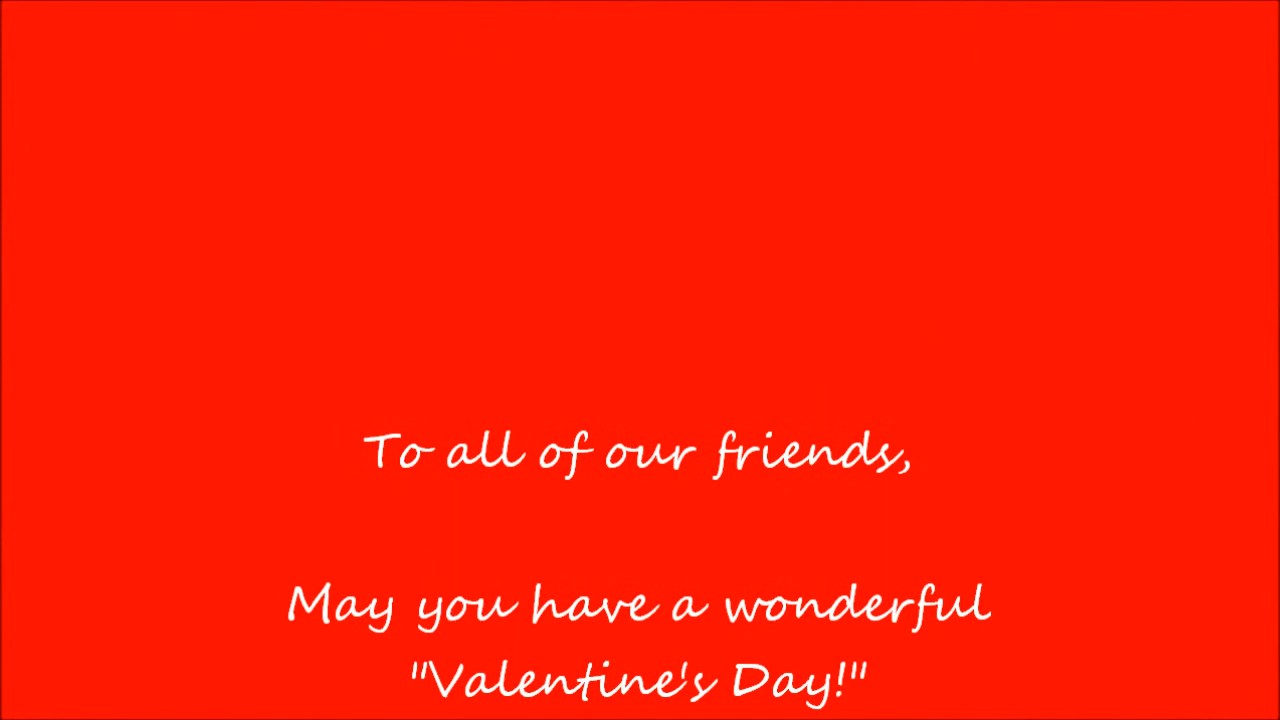 To all of our friends,
May you have a wonderful
"Valentine's Day!"